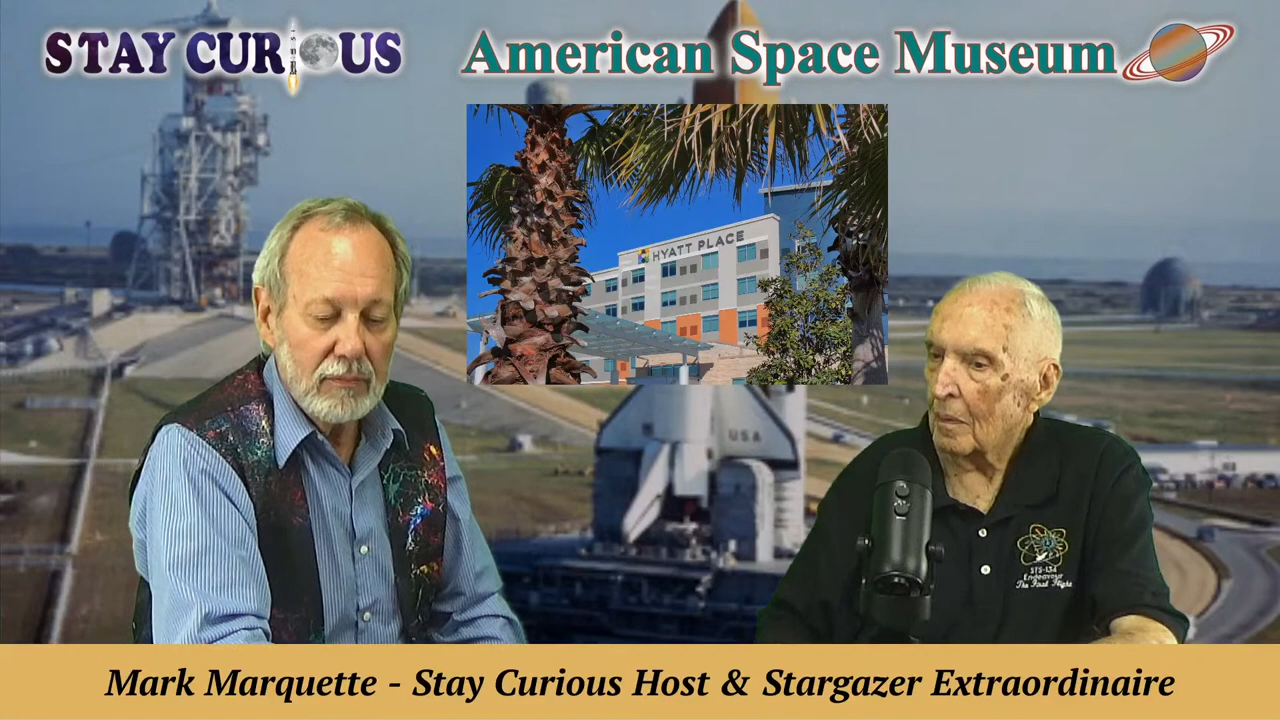 STAY CURIOUS
American Space Museum
HYATT PLACE
USA
STS-134
Endeavour
The Final Flight
Mark Marquette - Stay Curious Host & Stargazer Extraordinaire